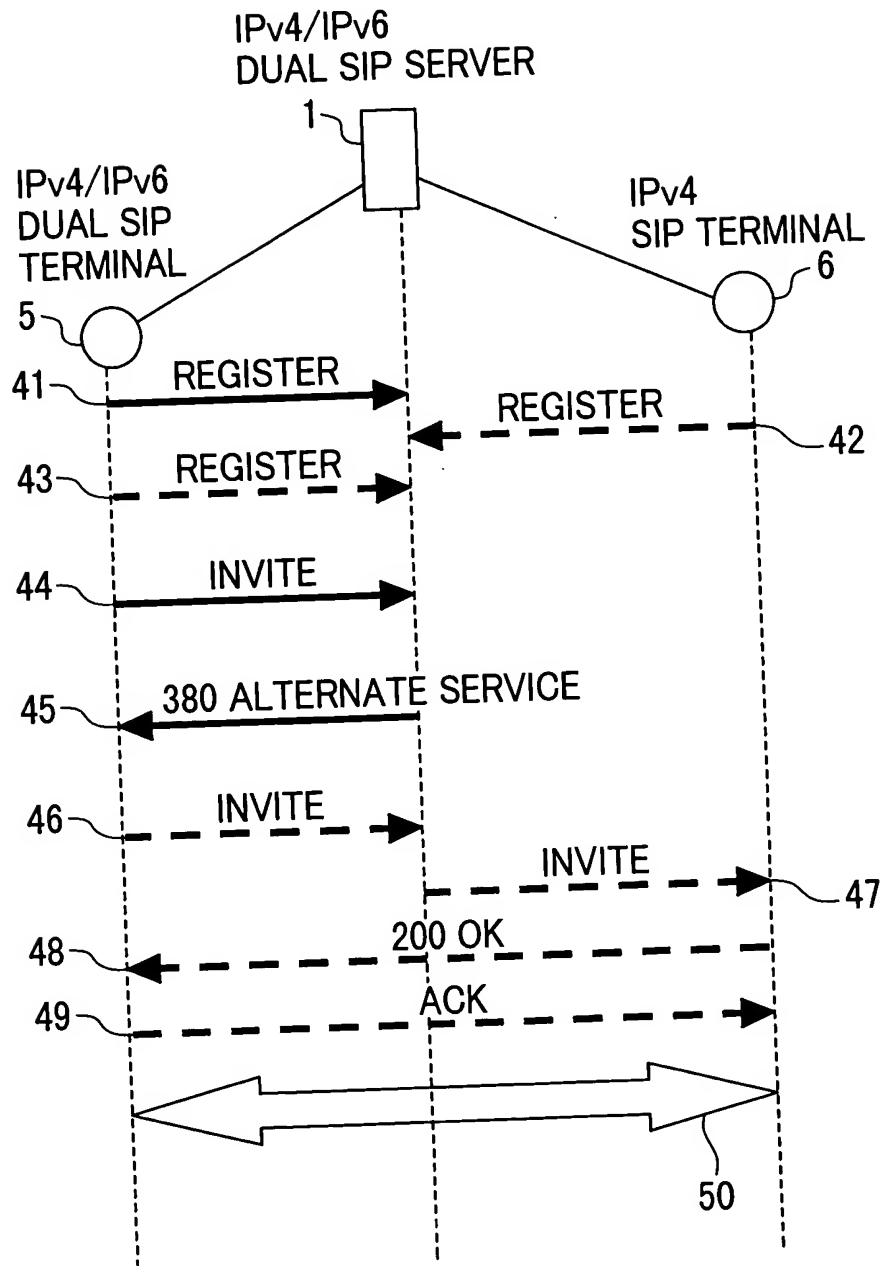 IPv4/IPv6
DUAL SIP SERVER
1
IPv4/IPv6
DUAL SIP
TERMINAL
5
IPv4
SIP TERMINAL
6
41
REGISTER
REGISTER
42
43
REGISTER
44
INVITE
45
380 ALTERNATE SERVICE
46
INVITE
INVITE
47
48
200 OK
49
ACK
50